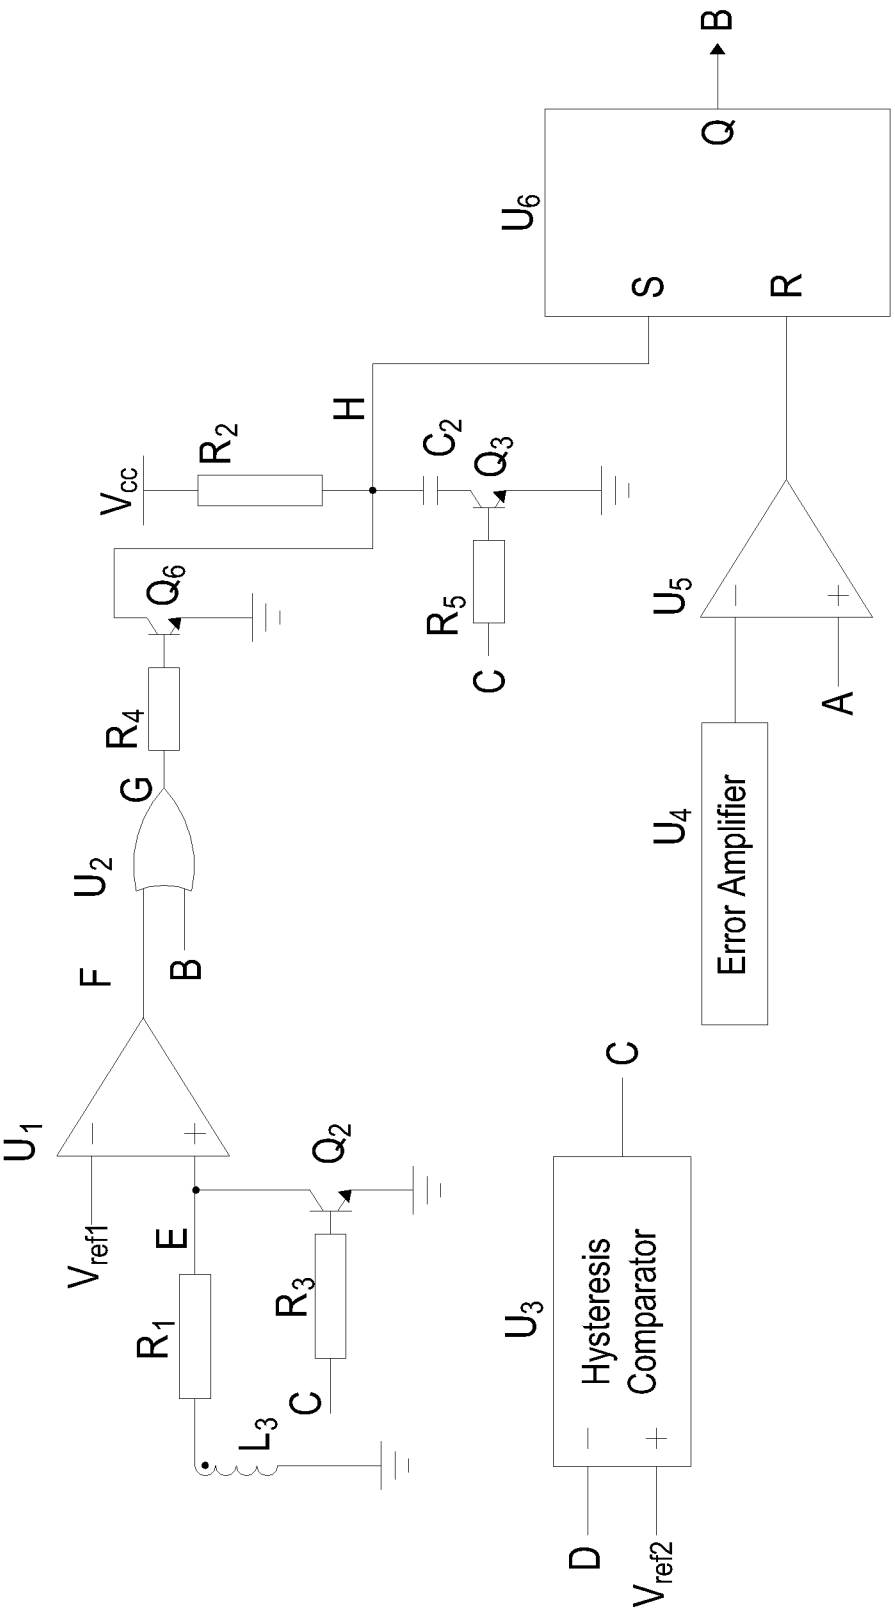 U1
Vref1
−
+
E
R1
L3
C
R3
Q2
F
B
U2
G
R4
Q6
Vcc
R2
H
C2
Q3
R5
C
U3
Hysteresis
Comparator
−
+
D
Vref2
C
U4
Error Amplifier
U5
−
+
A
U6
S
R
Q
B